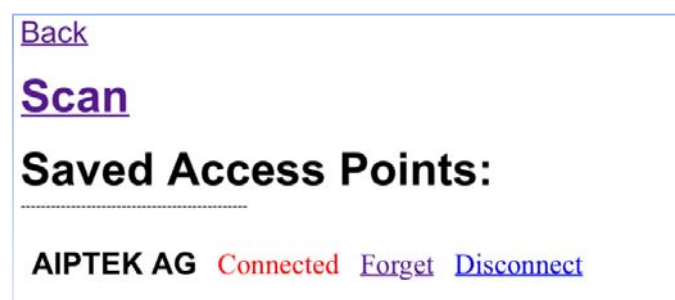 Back
Scan
Saved Access Points:
---------------------------------------------
AIPTEK AG Connected Forget Disconnect